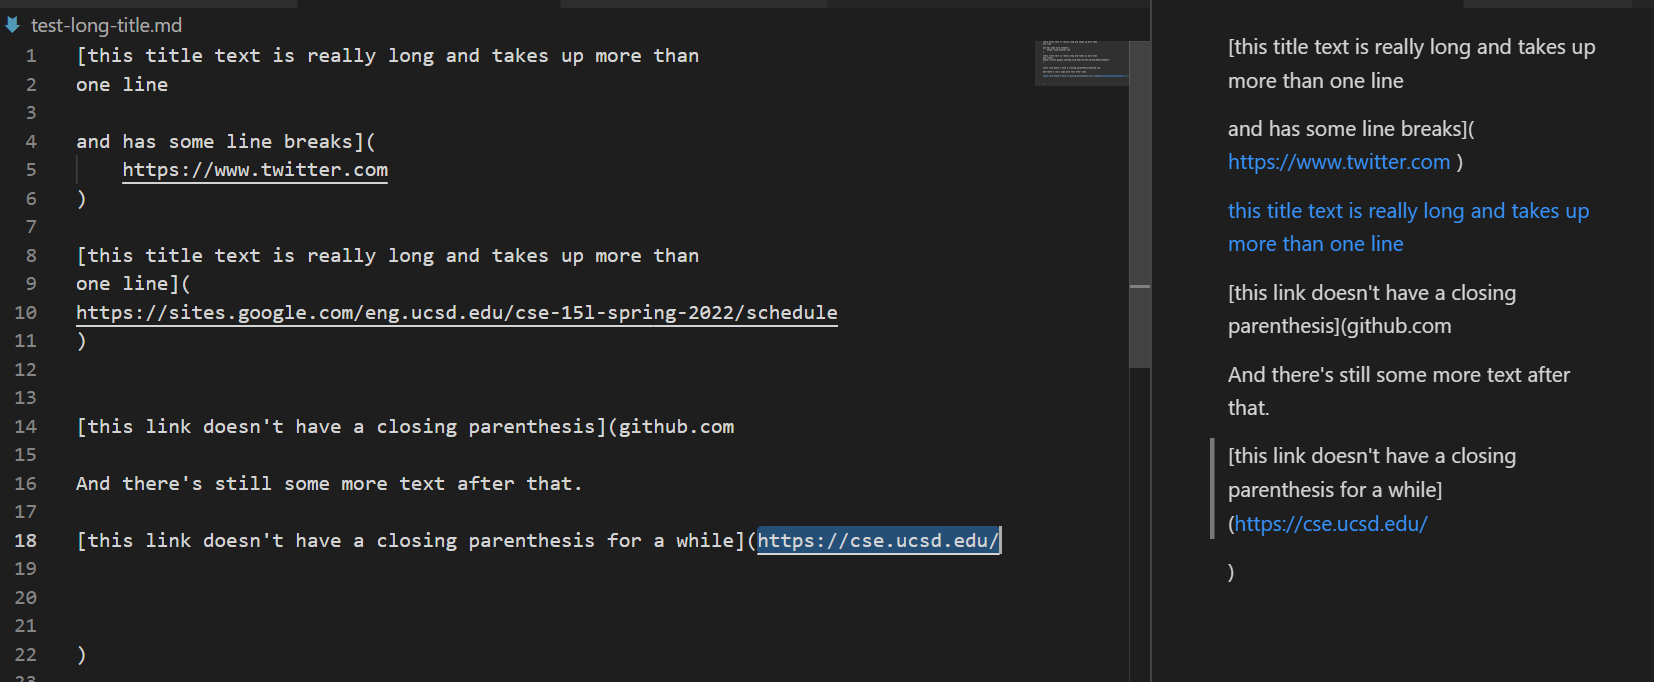 test-long-title.md
1 [this title text is really long and takes up more than
2 one line
3
4 and has some line breaks](
5 https://www.twitter.com
6 )
7
8 [this title text is really long and takes up more than
9 one line](
10 https://sites.google.com/eng.ucsd.edu/cse-15l-spring-2022/schedule
11 )
12
13
14 [this link doesn't have a closing parenthesis](github.com
15
16 And there's still some more text after that.
17
18 [this link doesn't have a closing parenthesis for a while](https://cse.ucsd.edu/
19
20
21
22 )
23
[this title text is really long and takes up
more than one line
and has some line breaks](
https://www.twitter.com )
this title text is really long and takes up
more than one line
[this link doesn't have a closing
parenthesis](github.com
And there's still some more text after
that.
[this link doesn't have a closing
parenthesis for a while]
(https://cse.ucsd.edu/
)